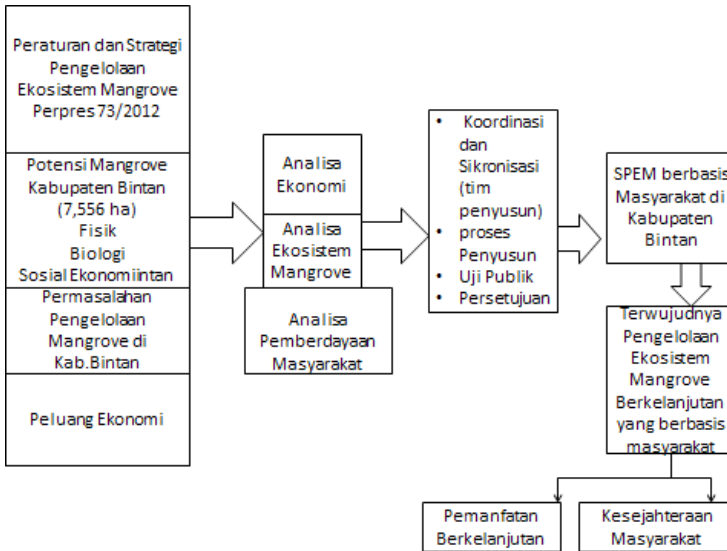 Peraturan dan Strategi
Pengelolaan
Ekosistem Mangrove
Perpres 73/2012
Potensi Mangrove
Kabupaten Bintan
(7,556 ha)
Fisik
Biologi
Sosial Ekonomiintan
Permasalahan
Pengelolaan
Mangrove di
Kab.Bintan
Peluang Ekonomi
Analisa
Ekonomi
Analisa
Ekosistem
Mangrove
Analisa
Pemberdayaan
Masyarakat
• Koordinasi
dan
Sikronisasi
(tim
penyusun)
• proses
Penyusun
• Uji Publik
• Persetujuan
SPEM berbasis
Masyarakat di
Kabupaten
Bintan
Terwujudnya
Pengelolaan
Ekosistem
Mangrove
Berkelanjutan
yang berbasis
masyarakat
Pemanfatan
Berkelanjutan
Kesejahteraan
Masyarakat